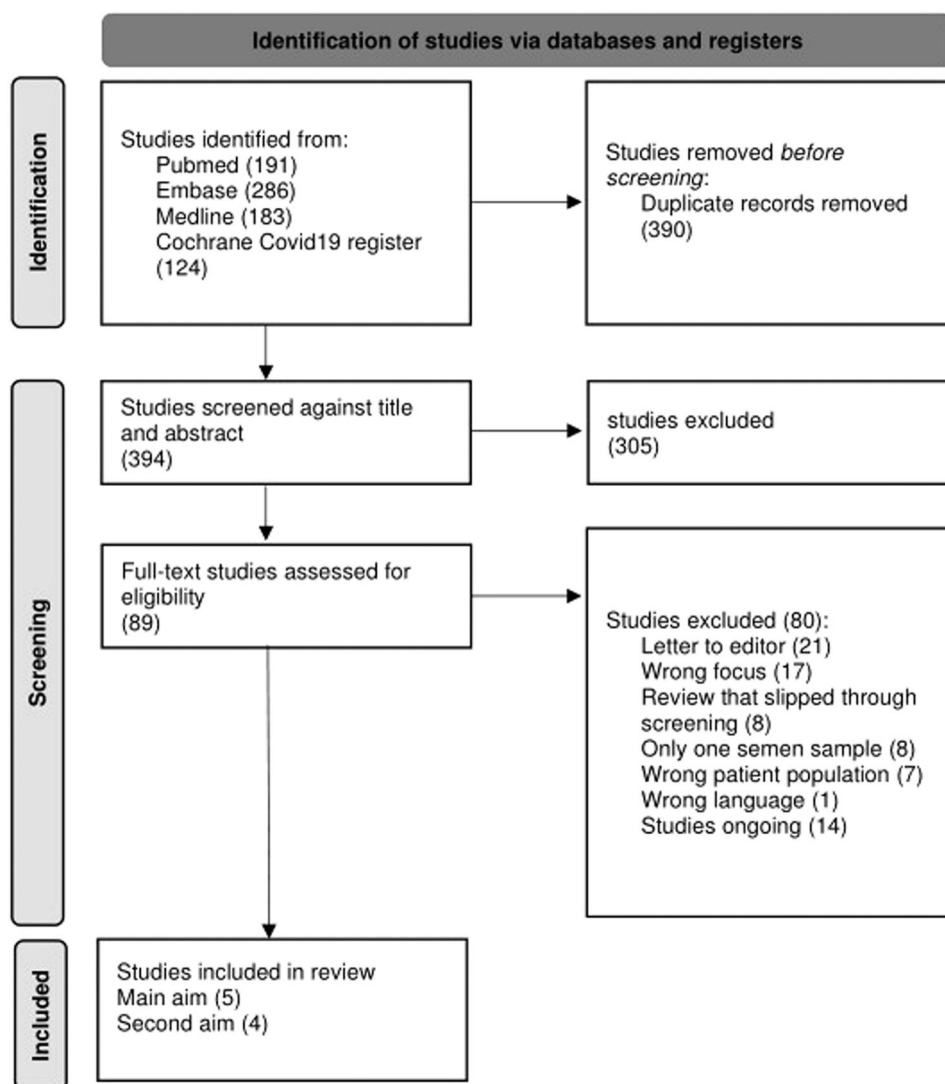 Identification of studies via databases and registers
Identification
Studies identified from:
Pubmed (191)
Embase (286)
Medline (183)
Cochrane Covid19 register
(124)
Studies removed before
screening:
Duplicate records removed
(390)
Screening
Studies screened against title
and abstract
(394)
studies excluded
(305)
Full-text studies assessed for
eligibility
(89)
Studies excluded (80):
Letter to editor (21)
Wrong focus (17)
Review that slipped through
screening (8)
Only one semen sample (8)
Wrong patient population (7)
Wrong language (1)
Studies ongoing (14)
Included
Studies included in review
Main aim (5)
Second aim (4)